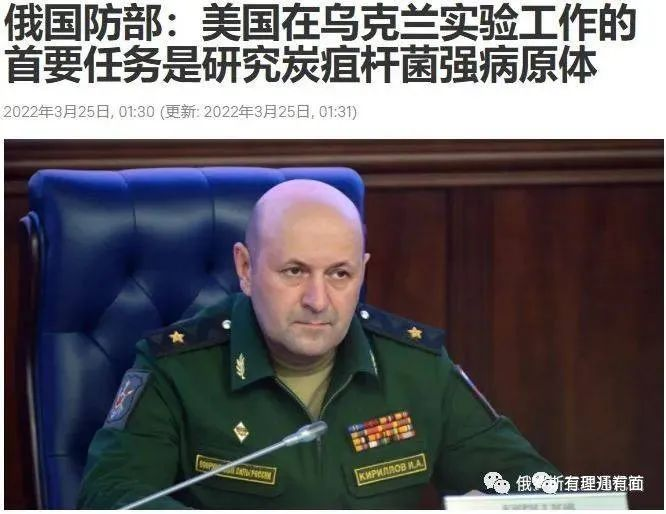 俄国防部：美国在乌克兰实验工作的
首要任务是研究炭疽杆菌强病原体
2022年3月25日, 01:30 (更新: 2022年3月25日, 01:31)
ВООРУЖЕННЫЕ СИЛЫ РОССИИ
КИРИЛЛОВ И.А.